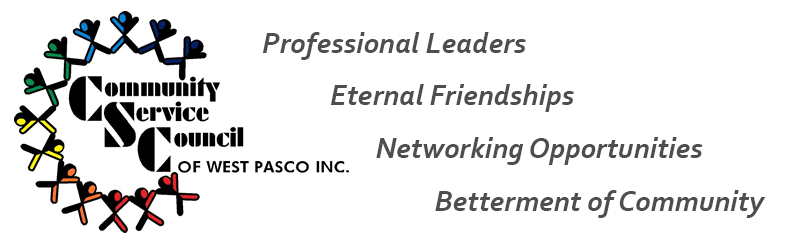 Community
Service
Council
OF WEST PASCO INC.
Professional Leaders
Eternal Friendships
Networking Opportunities
Betterment of Community